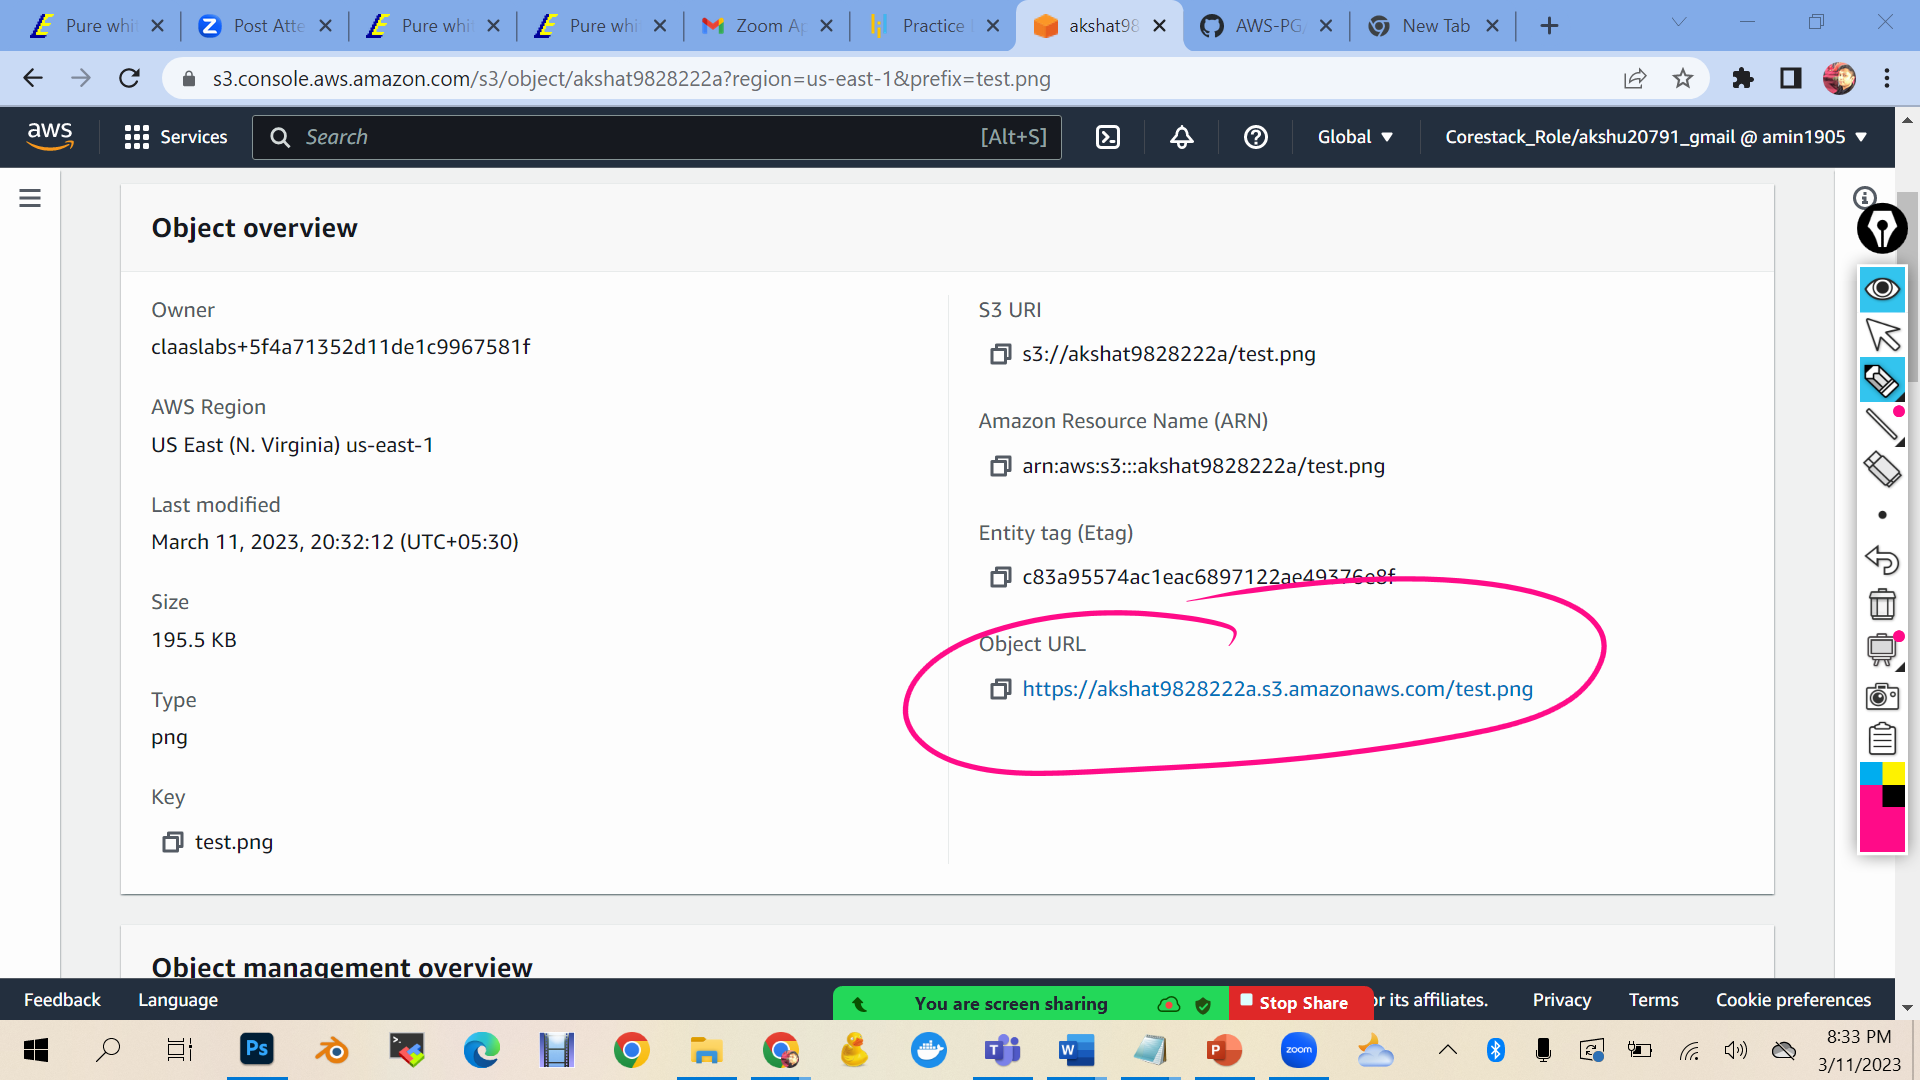 Pure whi
Post Atte
Pure whi
Pure whi
Zoom Ap
Practice
akshat98
AWS-PG
New Tab
s3.console.aws.amazon.com/s3/object/akshat9828222a?region=us-east-1&prefix=test.png
aws
Services
Search
[Alt+S]
Global
Corestack_Role/akshu20791_gmail @ amin1905
Object overview
Owner
claaslabs+5f4a71352d11de1c9967581f
AWS Region
US East (N. Virginia) us-east-1
Last modified
March 11, 2023, 20:32:12 (UTC+05:30)
Size
195.5 KB
Type
png
Key
test.png
S3 URI
s3://akshat9828222a/test.png
Amazon Resource Name (ARN)
arn:aws:s3:::akshat9828222a/test.png
Entity tag (Etag)
c83a95574ac1eac6897122ae49376e8f
Object URL
https://akshat9828222a.s3.amazonaws.com/test.png
Object management overview
Feedback
Language
You are screen sharing
Stop Share
or its affiliates.
Privacy
Terms
Cookie preferences
Ps
W
P
zoom
8:33 PM
3/11/2023